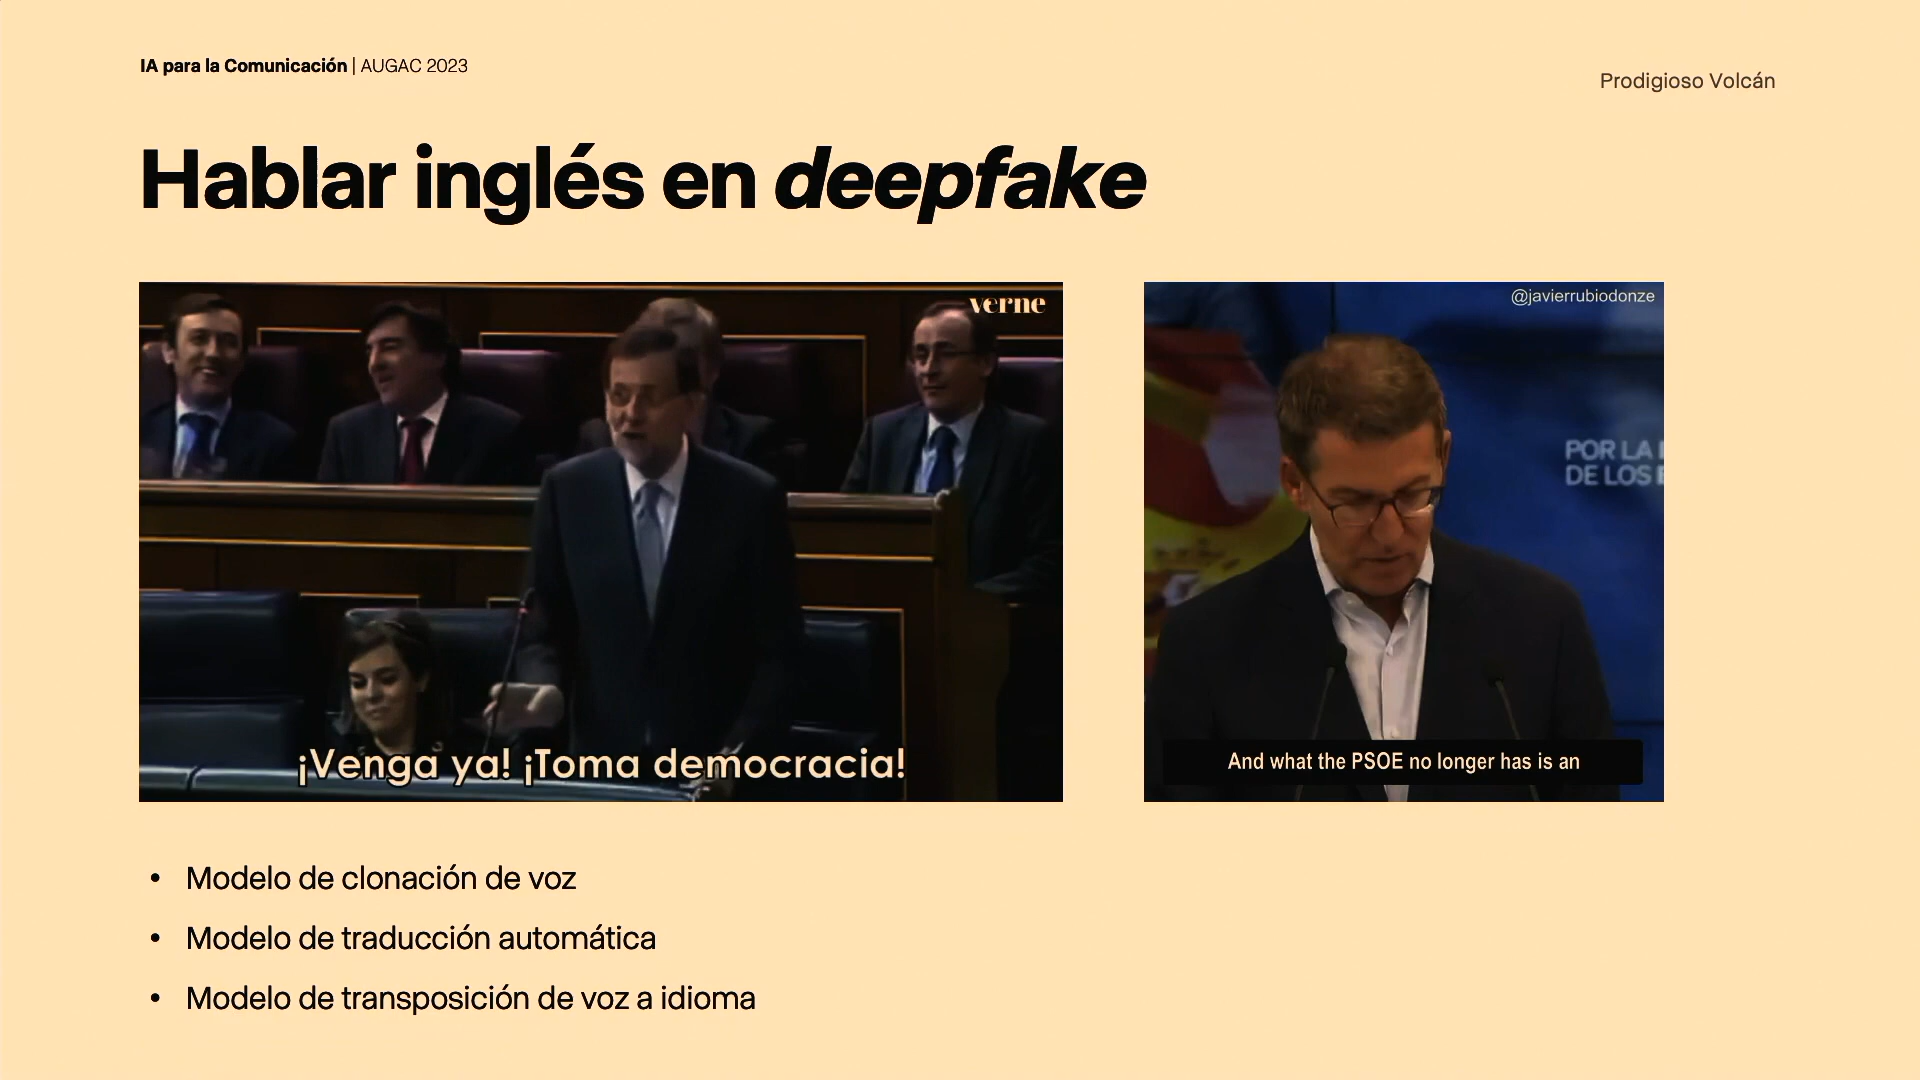 IA para la Comunicación | AUGAC 2023
Prodigioso Volcán
Hablar inglés en deepfake
verne
¡Venga ya! ¡Toma democracia!
@javierrubiodonze
POR LA
DE LOS
And what the PSOE no longer has is an
• Modelo de clonación de voz
• Modelo de traducción automática
• Modelo de transposición de voz a idioma